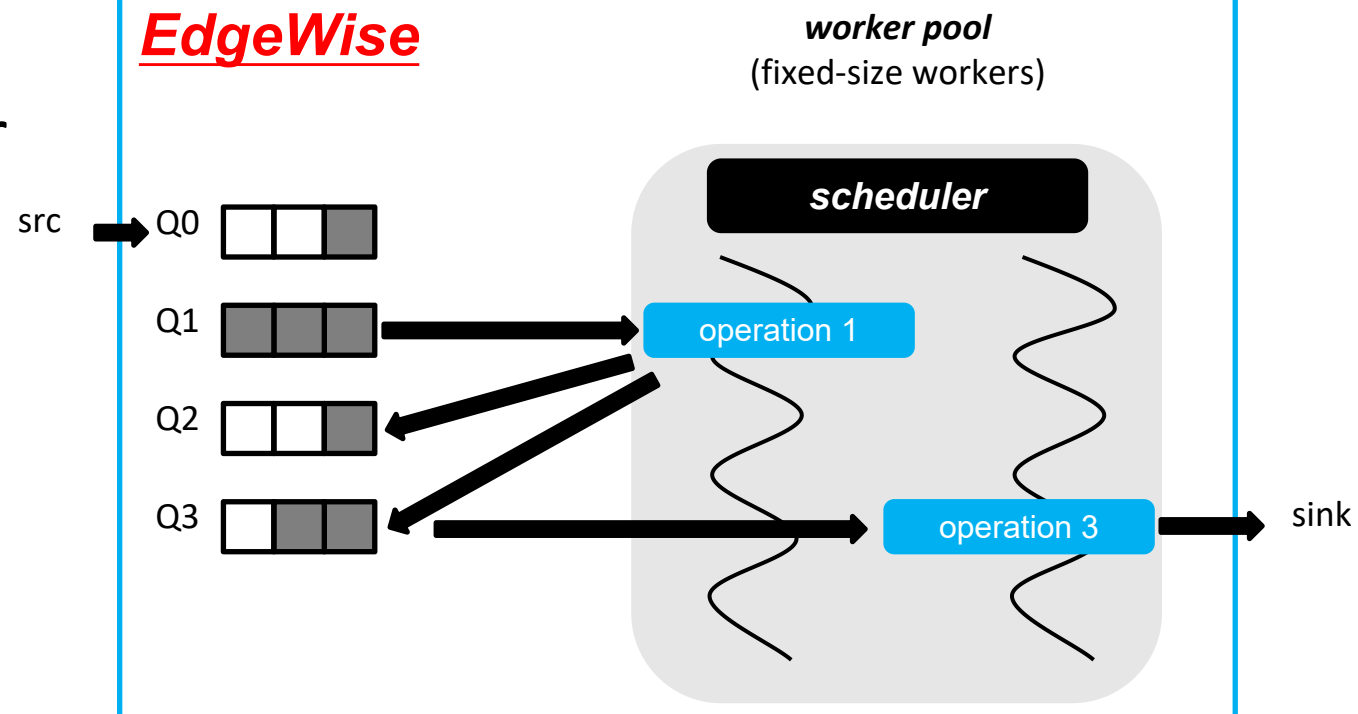 EdgeWise
worker pool
(fixed-size workers)
scheduler
src
Q0
Q1
operation 1
Q2
Q3
operation 3
sink